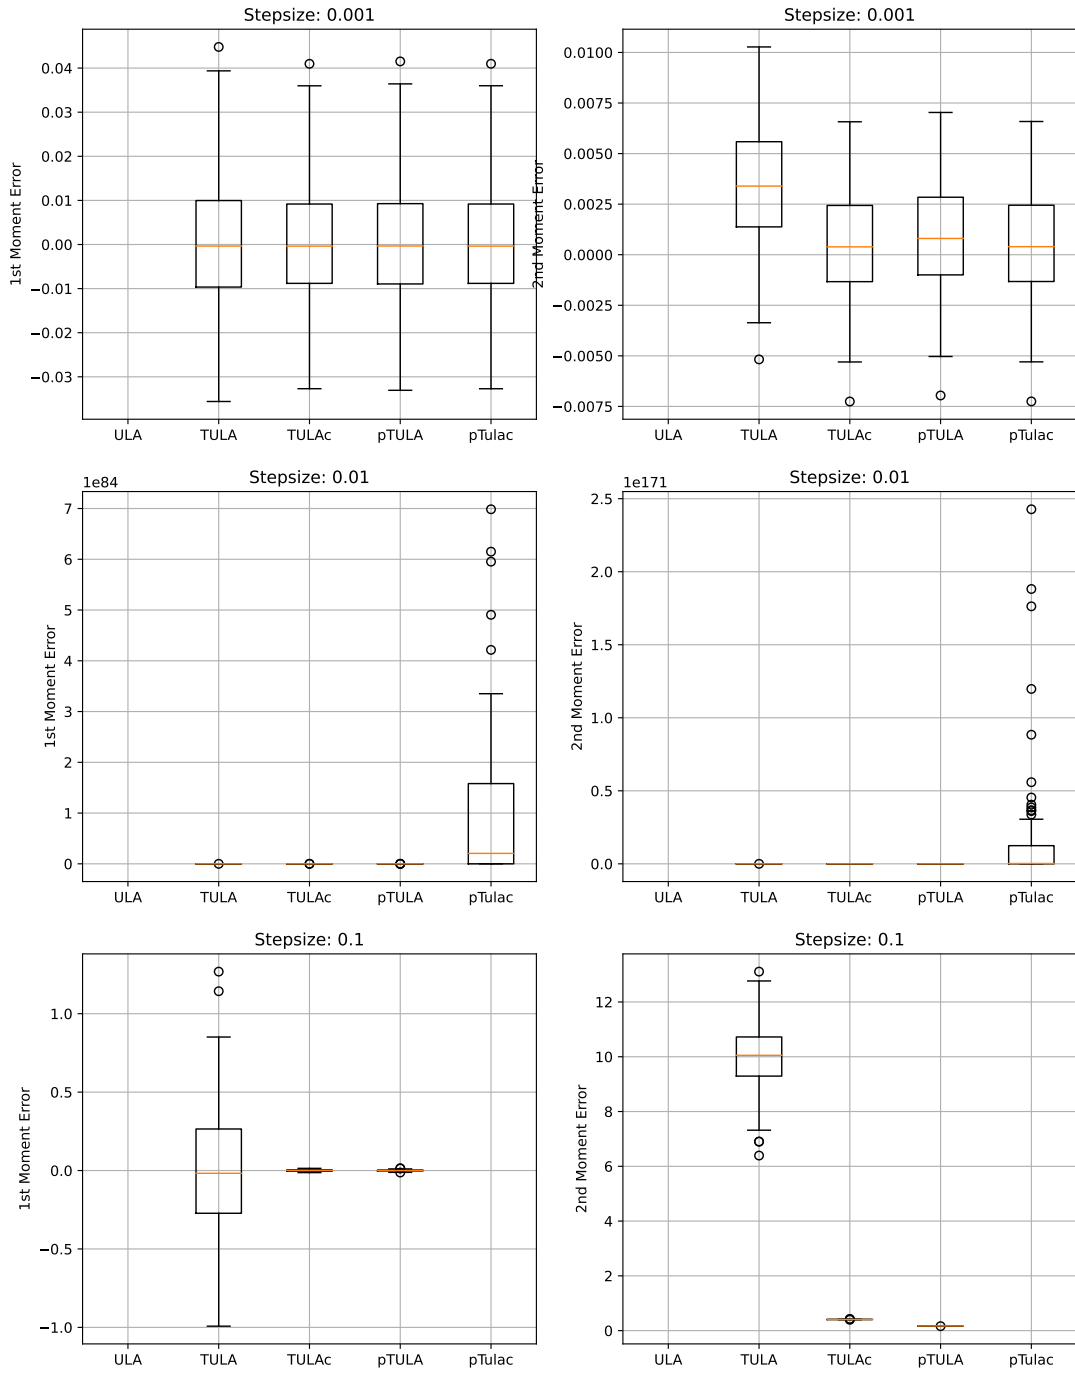 Stepsize: 0.001
1st Moment Error
0.04
0.03
0.02
0.01
0.00
−0.01
−0.02
−0.03
ULA TULA TULAc pTULA pTulac
Stepsize: 0.001
2nd Moment Error
0.0100
0.0075
0.0050
0.0025
0.0000
−0.0025
−0.0050
−0.0075
ULA TULA TULAc pTULA pTulac
Stepsize: 0.01
1e84
1st Moment Error
7
6
5
4
3
2
1
0
ULA TULA TULAc pTULA pTulac
Stepsize: 0.01
1e171
2nd Moment Error
2.5
2.0
1.5
1.0
0.5
0.0
ULA TULA TULAc pTULA pTulac
Stepsize: 0.1
1st Moment Error
1.0
0.5
0.0
−0.5
−1.0
ULA TULA TULAc pTULA pTulac
Stepsize: 0.1
2nd Moment Error
12
10
8
6
4
2
0
ULA TULA TULAc pTULA pTulac